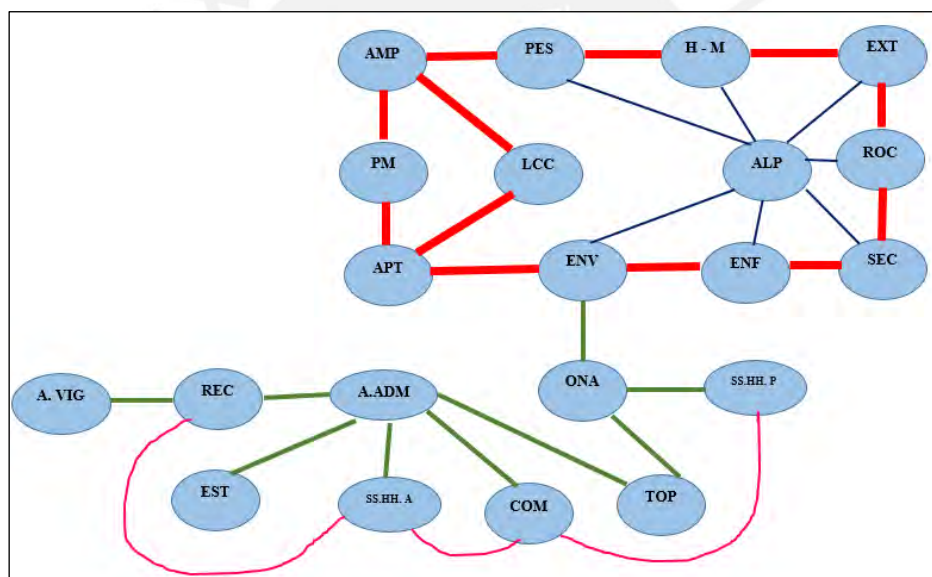 AMP
PES
H - M
EXT
PM
LCC
ALP
ROC
APT
ENV
ENF
SEC
A. VIG
REC
A.ADM
ONA
SS.HH. P
EST
SS.HH. A
COM
TOP